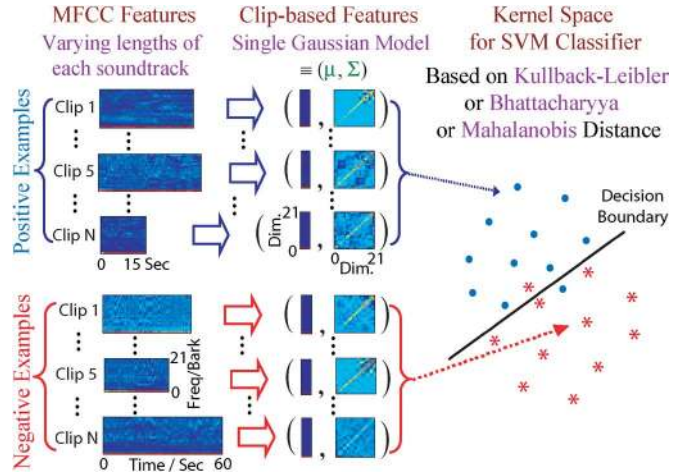 MFCC Features
Varying lengths of
each soundtrack
Clip-based Features
Single Gaussian Model
≡ (μ, Σ)
Kernel Space
for SVM Classifier
Based on Kullback-Leibler
or Bhattacharyya
or Mahalanobis Distance
Positive Examples
Clip 1
Clip 5
Clip N
0 15 Sec
( , )
( , )
( , )
Dim.
21
0
0 21
Dim.
Decision
Boundary
Negative Examples
Clip 1
Clip 5
Clip N
21
0
Freq/Bark
0 Time / Sec 60
( , )
( , )
( , )